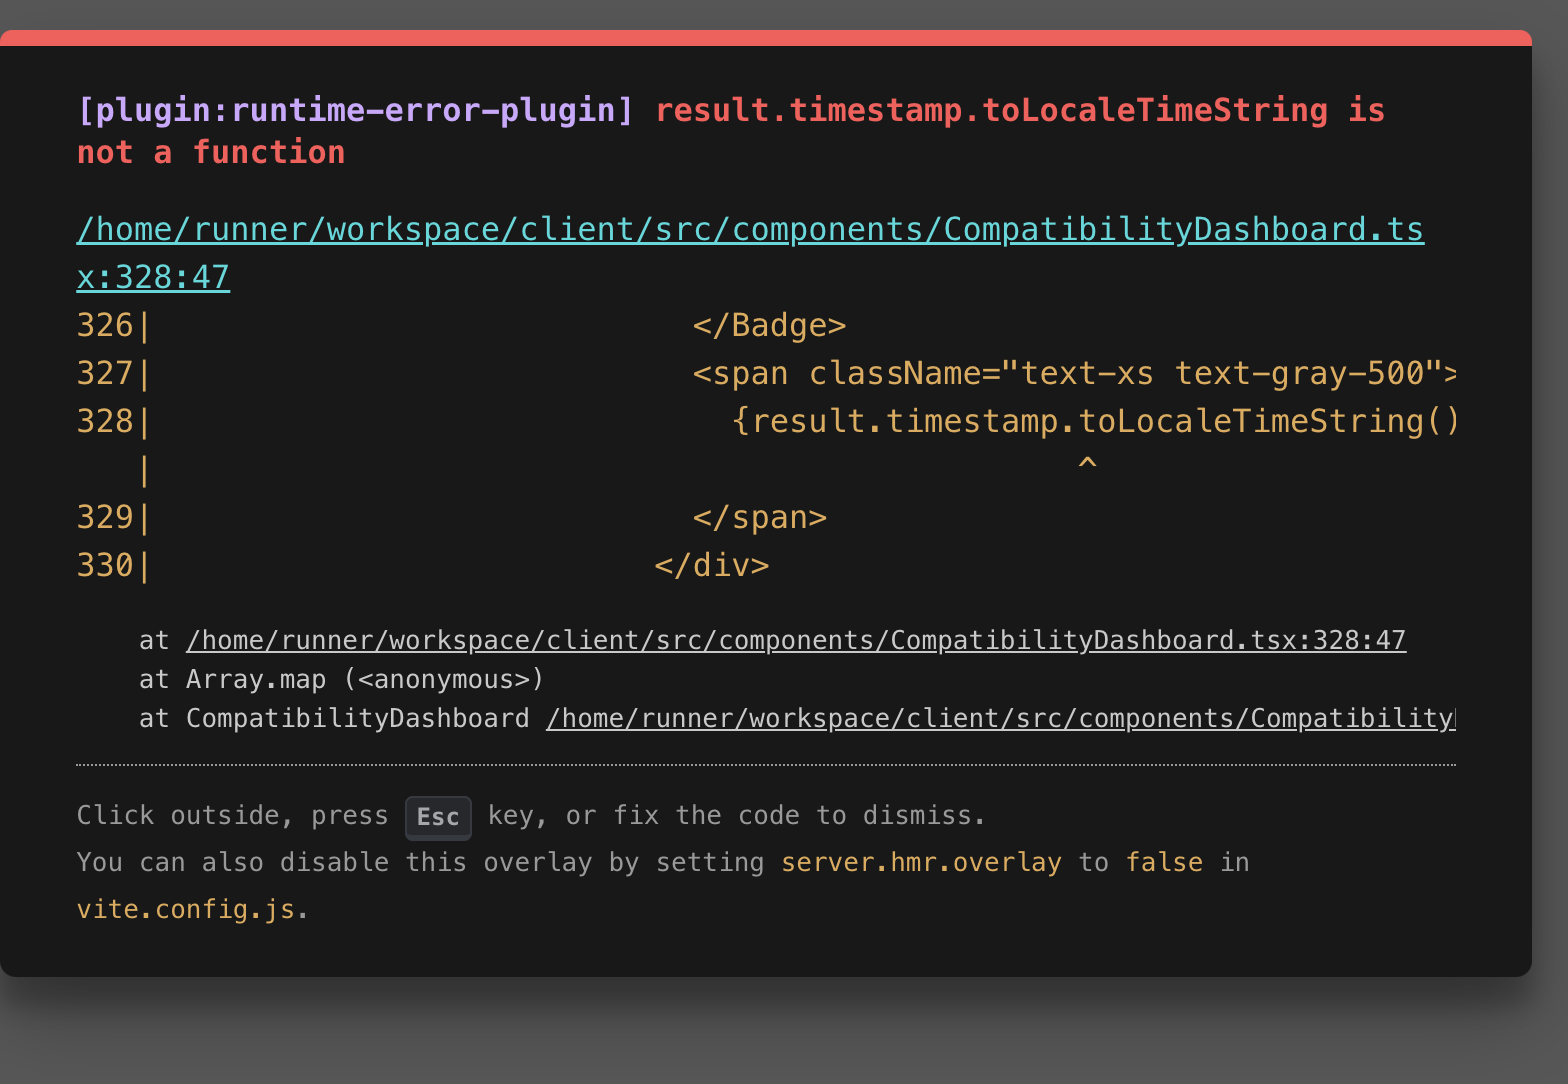 [plugin:runtime-error-plugin] result.timestamp.toLocaleTimeString is
not a function
/home/runner/workspace/client/src/components/CompatibilityDashboard.ts
x:328:47
326|                            </Badge>
327|                            <span className="text-xs text-gray-500">
328|                              {result.timestamp.toLocaleTimeString()
   |                                                ^
329|                            </span>
330|                          </div>
    at /home/runner/workspace/client/src/components/CompatibilityDashboard.tsx:328:47
    at Array.map (<anonymous>)
    at CompatibilityDashboard /home/runner/workspace/client/src/components/Compatibility
Click outside, press Esc key, or fix the code to dismiss.
You can also disable this overlay by setting server.hmr.overlay to false in
vite.config.js.